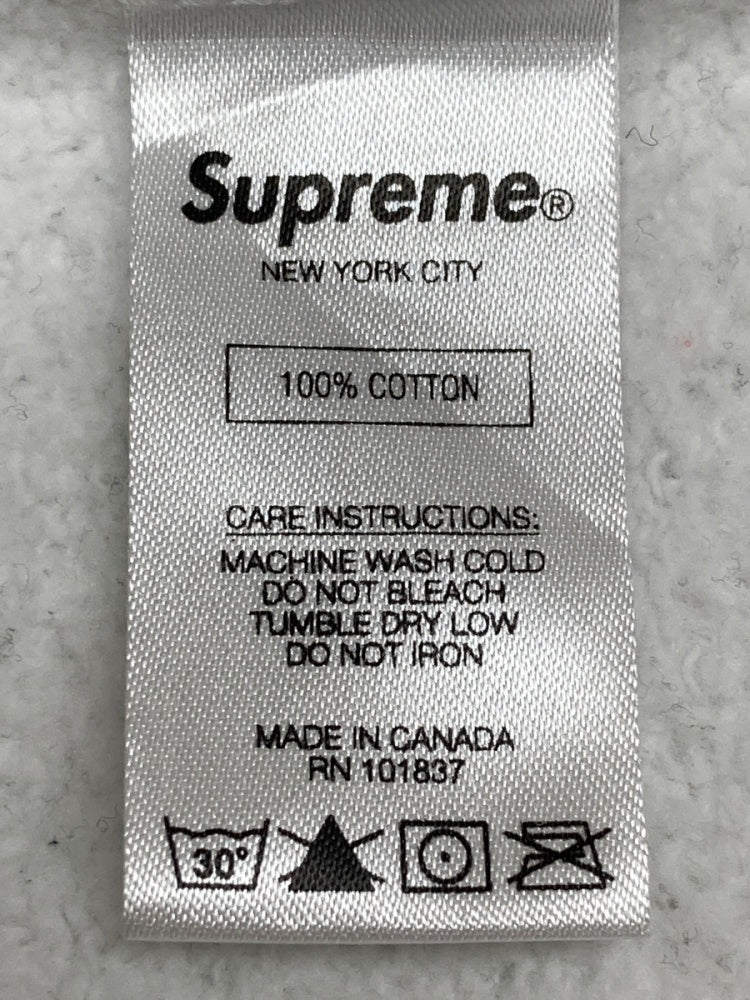 Supreme®
NEW YORK CITY
100% COTTON
CARE INSTRUCTIONS:
MACHINE WASH COLD
DO NOT BLEACH
TUMBLE DRY LOW
DO NOT IRON
MADE IN CANADA
RN 101837
30°